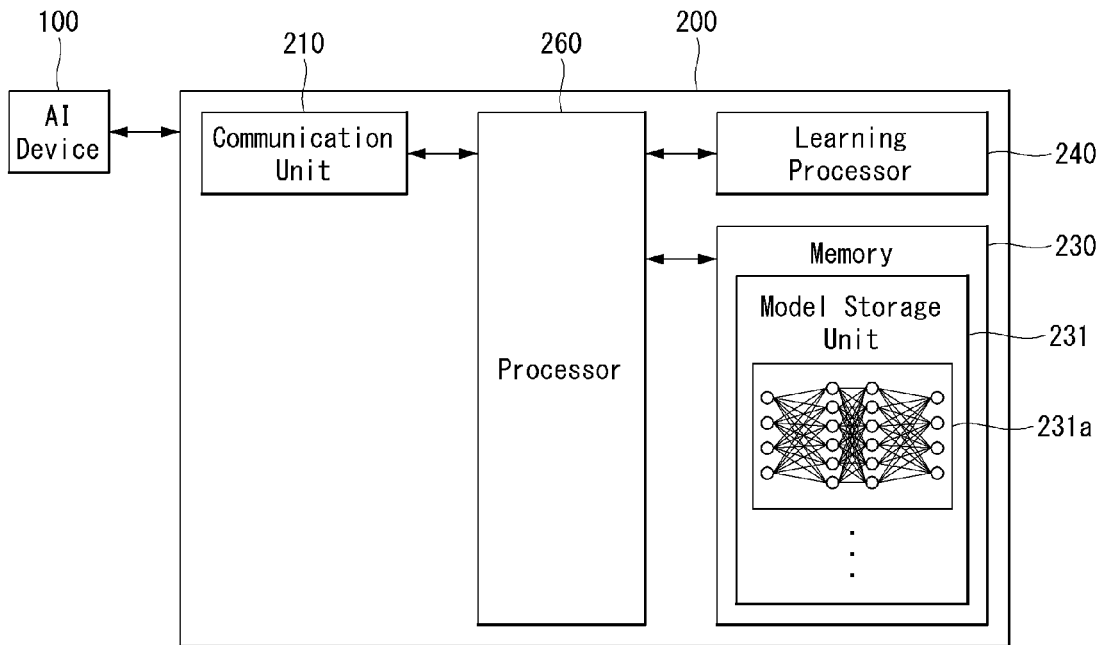 100
210
260
200
AI
Device
Communication
Unit
Learning
Processor
240
230
Memory
Model Storage
Unit
231
Processor
231a